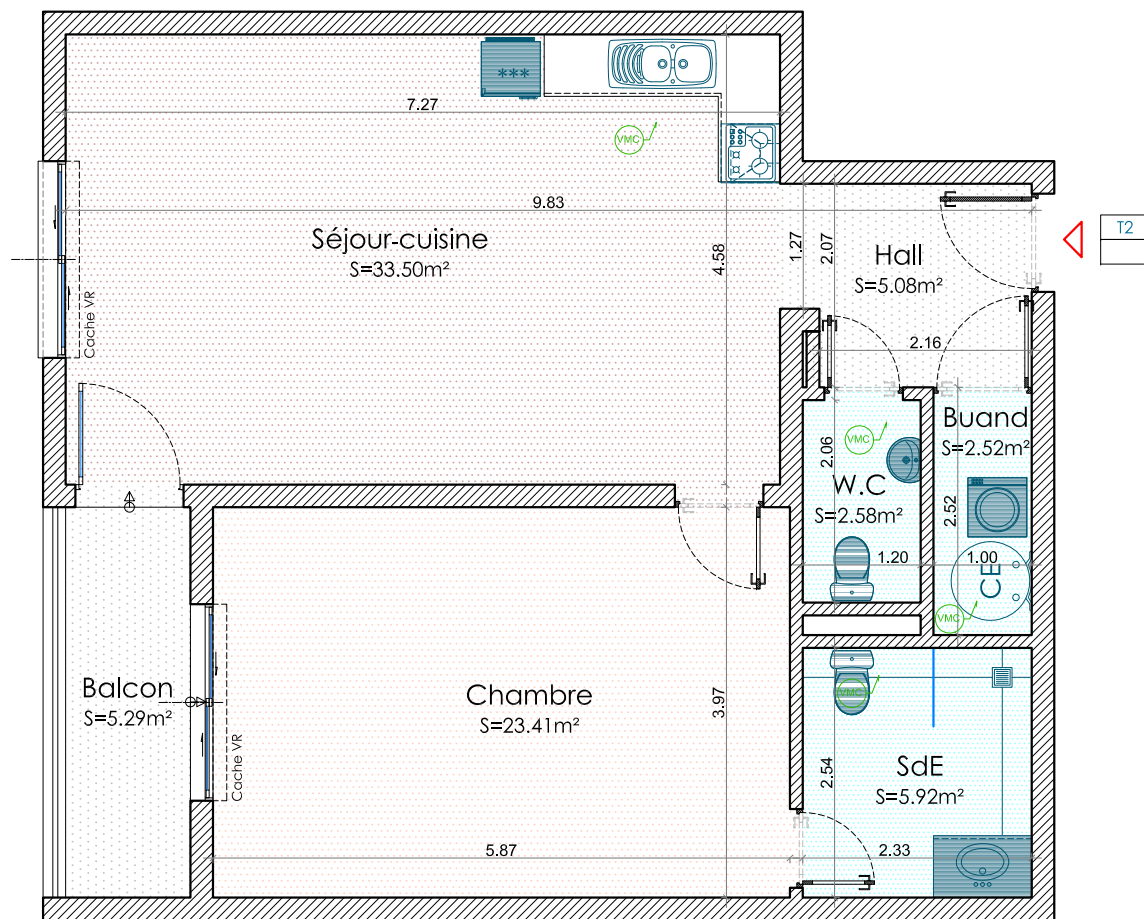 ***
7.27
VMC
9.83
T2
Séjour-cuisine
S=33.50m²
4.58
1.27
2.07
Hall
S=5.08m²
Cache VR
2.16
Buand
S=2.52m²
VMC
2.06
W.C
S=2.58m²
2.52
1.20
1.00
CE
VMC
Balcon
S=5.29m²
Chambre
S=23.41m²
3.97
VMC
Cache VR
2.54
SdE
S=5.92m²
5.87
2.33